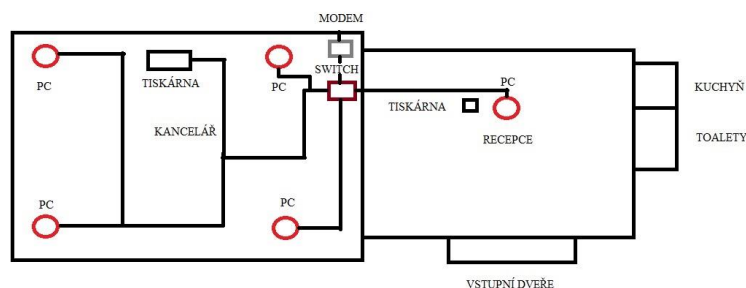 MODEM
SWITCH
PC
TISKÁRNA
PC
PC
KUCHYŇ
TISKÁRNA
KANCELÁŘ
RECEPCE
TOALETY
PC
PC
VSTUPNÍ DVEŘE